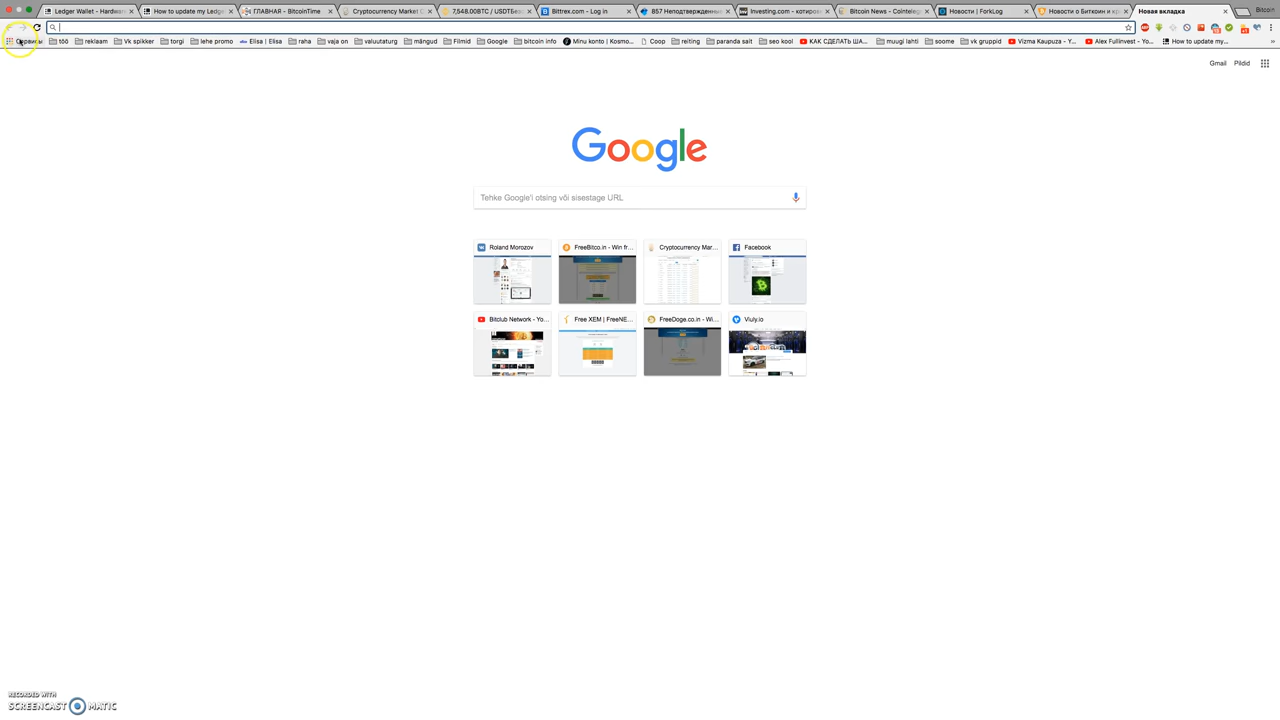 Ledger Wallet - Hardware
How to update my Ledg
ГЛАВНАЯ - BitcoinTime
Cryptocurrency Market C
7,548.00BTC / USDTБе
Bittrex.com - Log in
857 Неподтвержденные
Investing.com - котиров
Bitcoin News - Cointeleg
Новости | ForkLog
Новости о Биткоин и кр
Новая вкладка
Bitcoin
Сервисы
töö
reklaam
Vk spikker
torgi
lehe promo
Elisa | Elisa
raha
vaja on
valuutaturg
mängud
Filmid
Google
bitcoin info
Minu konto | Kosmo...
Coop
reiting
paranda sait
seo kool
КАК СДЕЛАТЬ ША...
muugi lahti
soome
vk gruppid
Vizma Kaupuza - Y...
Alex Fullinvest - Yo...
How to update my...
»
Gmail
Pildid
Google
Tehke Google'i otsing või sisestage URL
Roland Morozov
FreeBitco.in - Win fr...
Cryptocurrency Mar...
Facebook
Bitclub Network - Yo...
Free XEM | FreeNE...
FreeDoge.co.in - Wi...
Viuly.io
RECORDED WITH
SCREENCAST MATIC